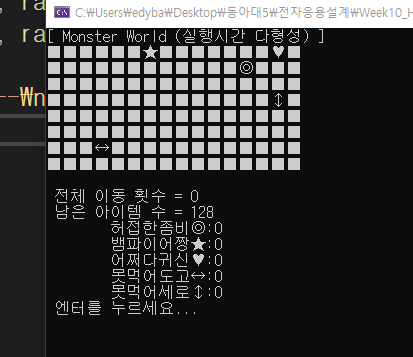 , ra
C:\Users\edyba\Desktop\동아대5\전자응용설계\Week10_H
, ra
[ Monster World (실행시간 다형성) ]
■■■■■■★■■■■■■■♥■
■■■■■■■■■■■■◎■■■
■■■■■■■■■■■■■■■■
--₩n
■■■■■■■■■■■■■■↕■
■■■■■■■■■■■■■■■■
■■■■■■■■■■■■■■■■
■■■↔■■■■■■■■■■■■
■■■■■■■■■■■■■■■■
전체 이동 횟수 = 0
남은 아이템 수 = 128
허접한좀비◎:0
뱀파이어짱★:0
어쩌다귀신♥:0
못먹어도고↔:0
못먹어세로↕:0
엔터를 누르세요...